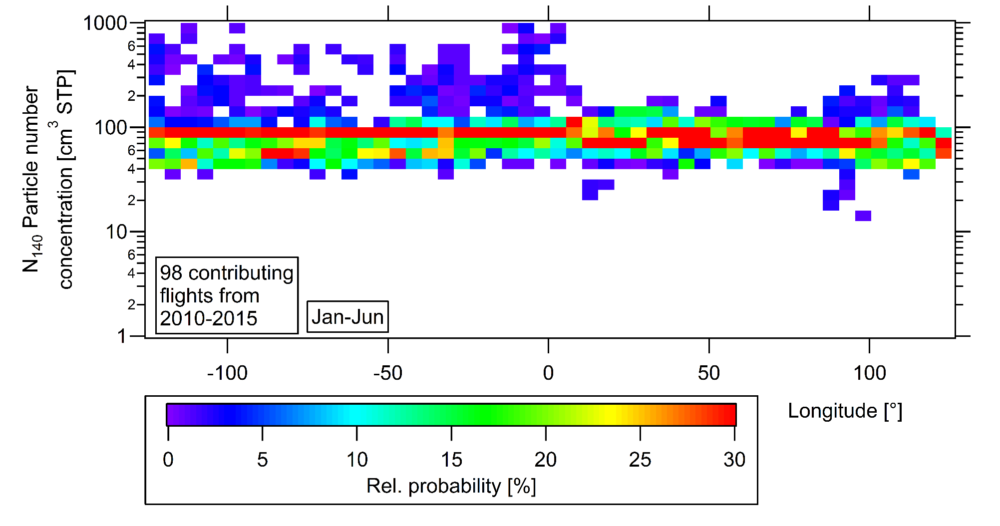 N140 Particle number
concentration [cm3 STP]
1000
6
4
2
100
6
4
2
10
6
4
2
1
98 contributing
flights from
2010-2015
Jan-Jun
-100 -50 0 50 100
Longitude [°]
0 5 10 15 20 25 30
Rel. probability [%]